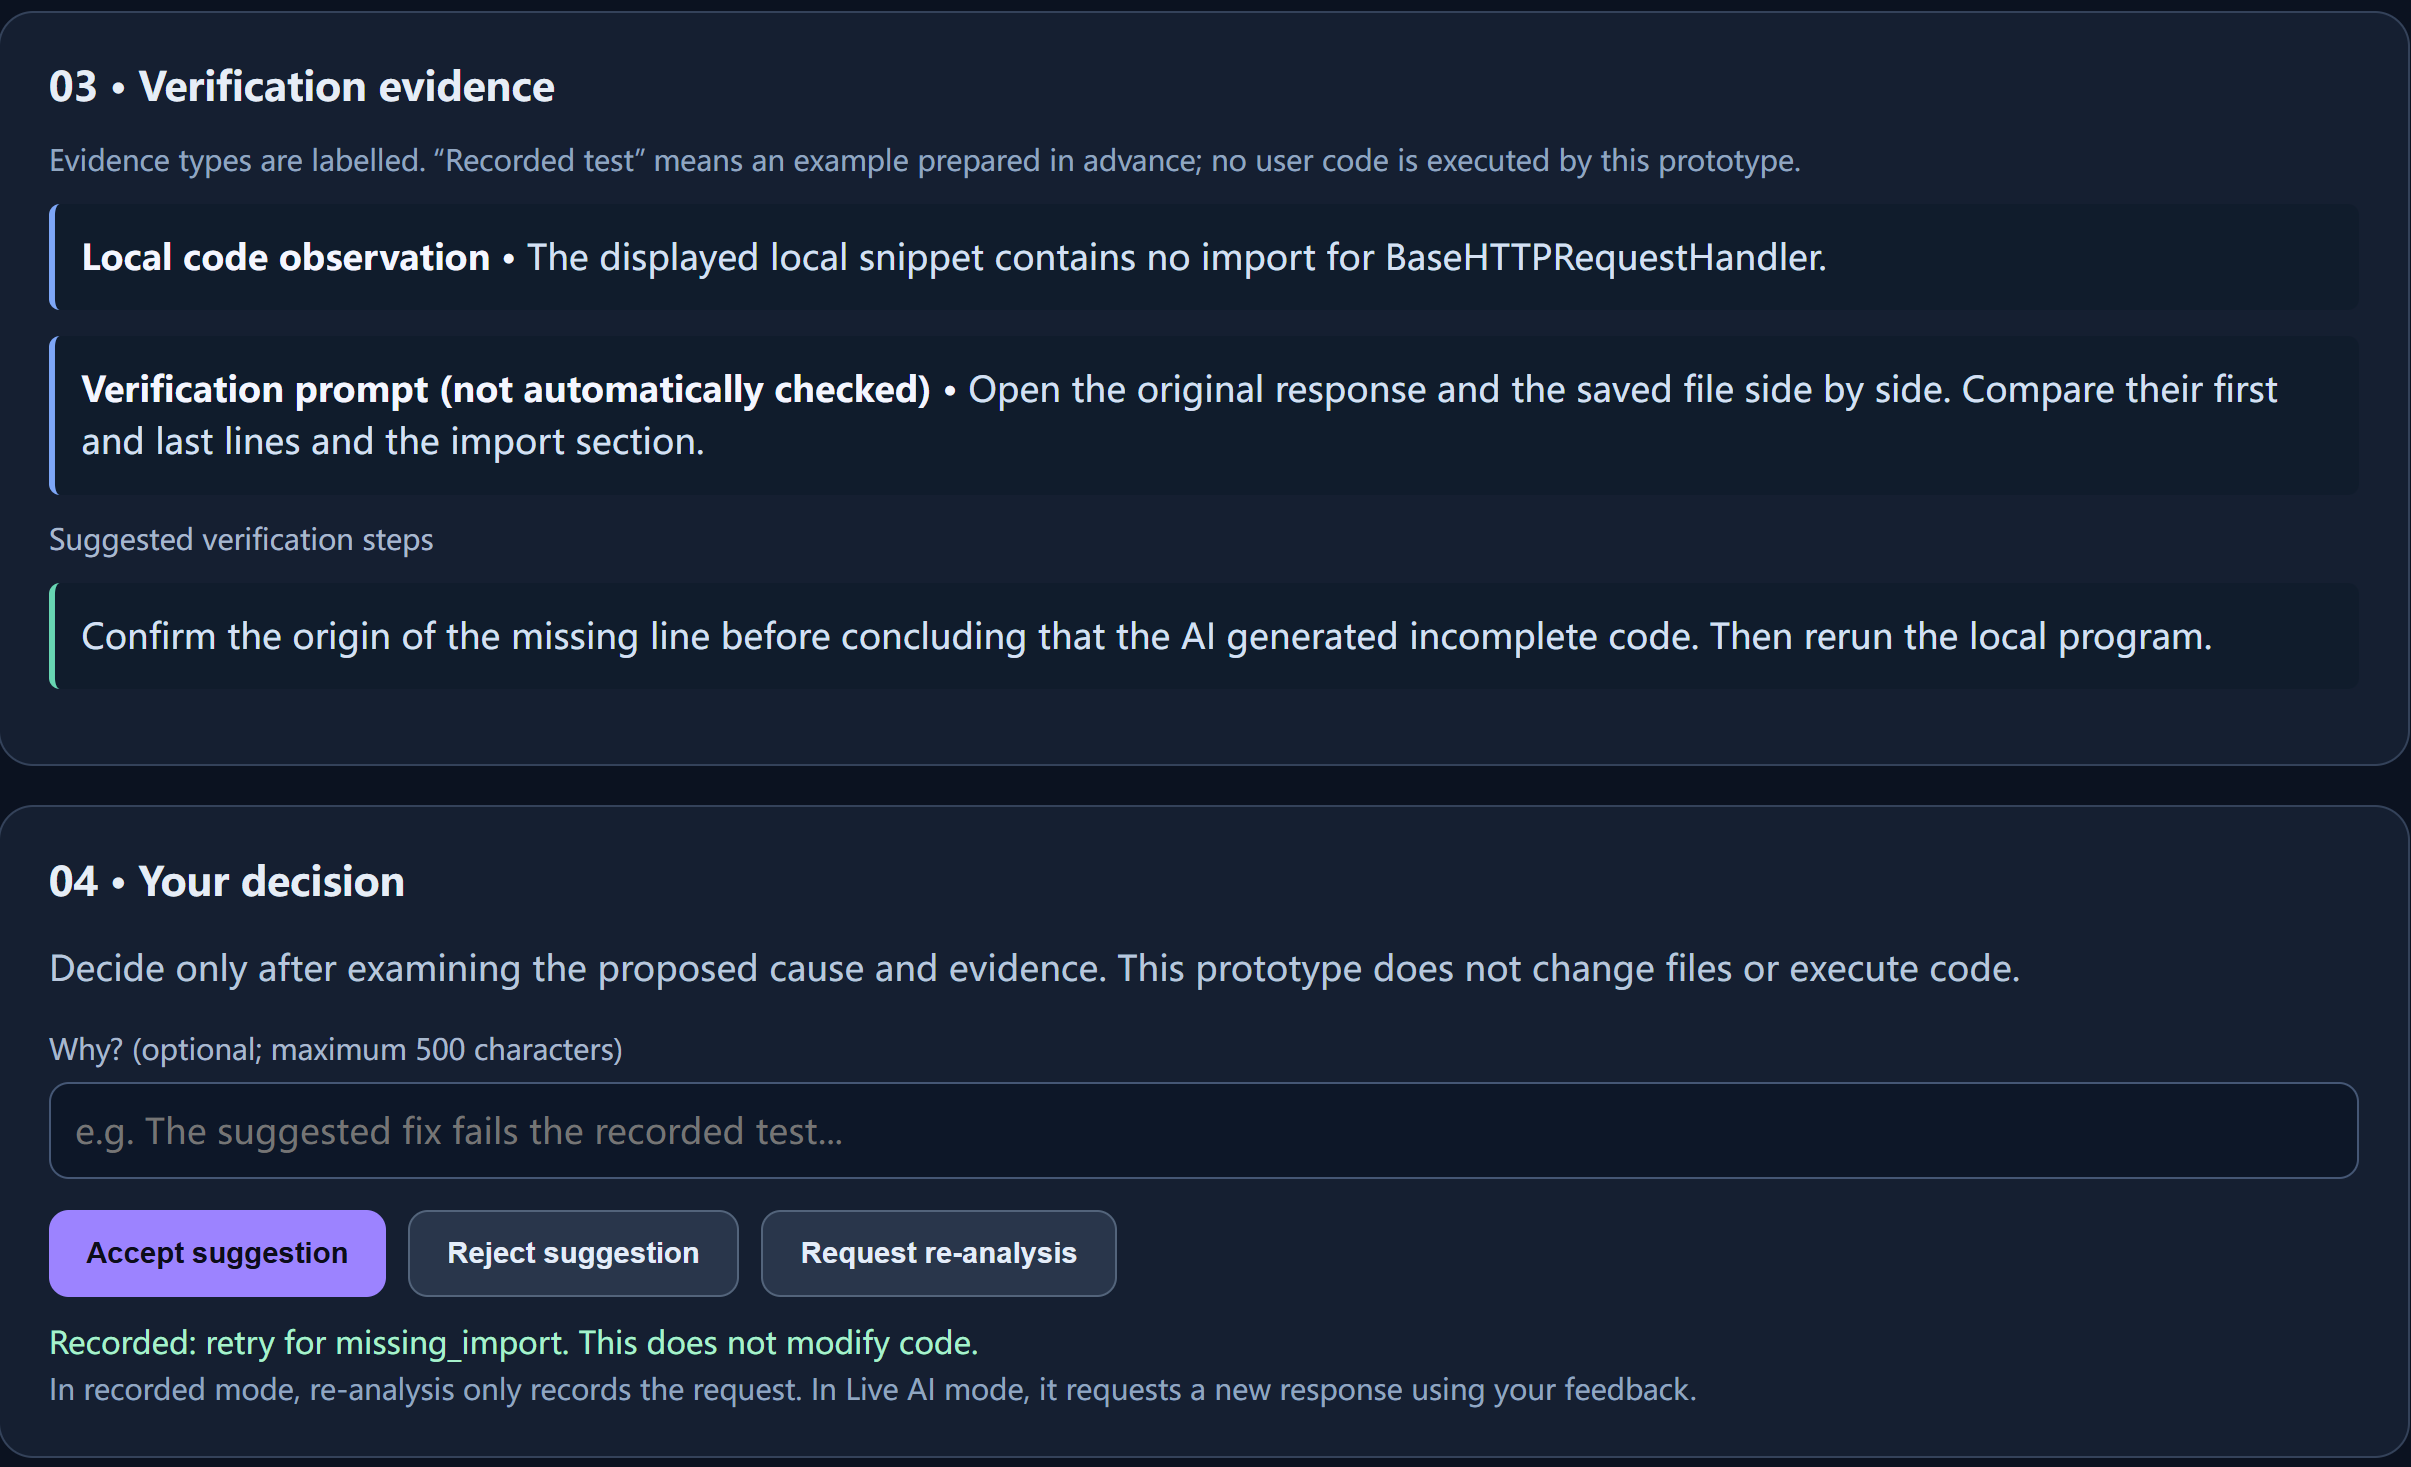 03 • Verification evidence
Evidence types are labelled. “Recorded test” means an example prepared in advance; no user code is executed by this prototype.
Local code observation • The displayed local snippet contains no import for BaseHTTPRequestHandler.
Verification prompt (not automatically checked) • Open the original response and the saved file side by side. Compare their first
and last lines and the import section.
Suggested verification steps
Confirm the origin of the missing line before concluding that the AI generated incomplete code. Then rerun the local program.
04 • Your decision
Decide only after examining the proposed cause and evidence. This prototype does not change files or execute code.
Why? (optional; maximum 500 characters)
e.g. The suggested fix fails the recorded test...
Accept suggestion Reject suggestion Request re-analysis
Recorded: retry for missing_import. This does not modify code.
In recorded mode, re-analysis only records the request. In Live AI mode, it requests a new response using your feedback.